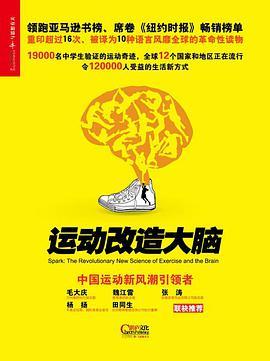 领跑亚马逊书榜、席卷《纽约时报》畅销榜单
重印超过16次、被译为10种语言风靡全球的革命性读物
19000名中学生验证的运动奇迹，全球12个国家和地区正在流行
令120000人受益的生活新方式
运动改造大脑
Spark: The Revolutionary New Science of Exercise and the Brain
中国运动新风潮引领者
毛大庆 魏江雷 张 涛
杨 扬 田同生
联袂推荐